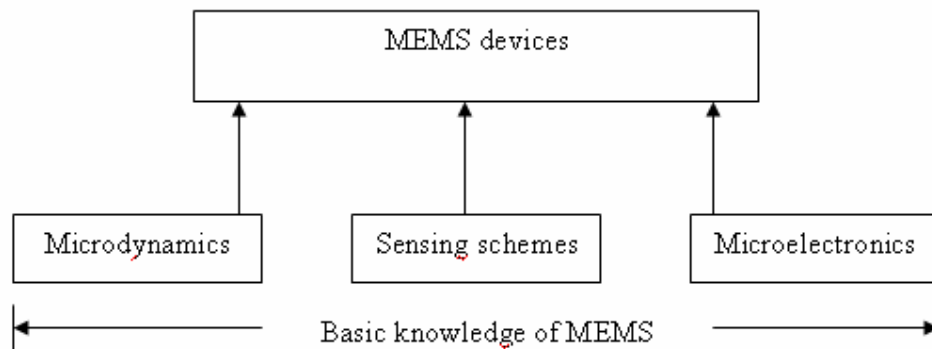 MEMS devices
Microdynamics
Sensing schemes
Microelectronics
Basic knowledge of MEMS